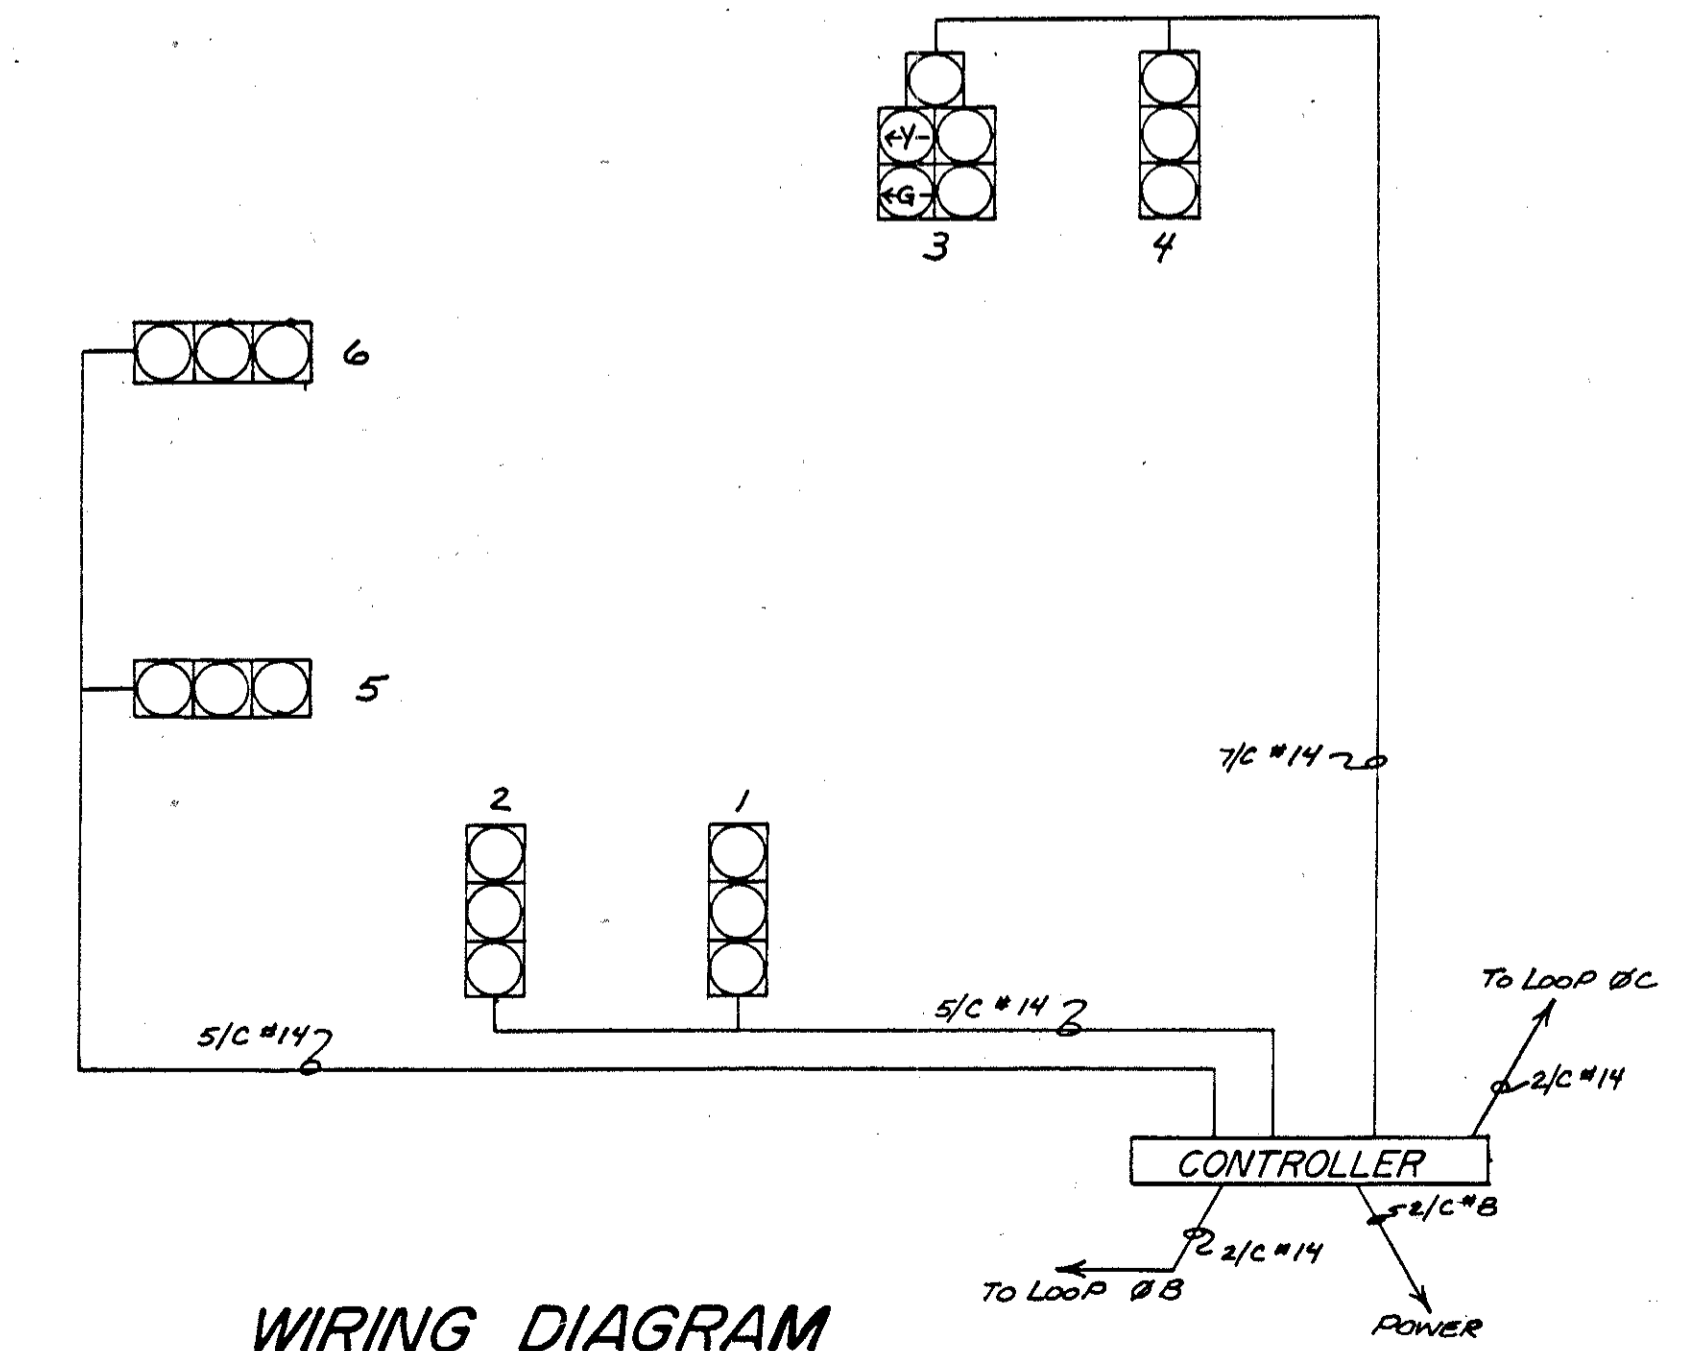 Y
G
3
4
6
5
7/C #14
2
1
5/C #14
5/C #14
TO LOOP ØC
2/C #14
CONTROLLER
2/C #8
2/C #14
TO LOOP ØB
POWER
WIRING DIAGRAM